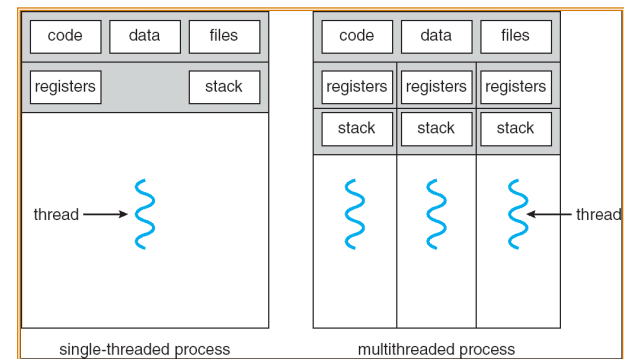 code data files
registers stack
thread
single-threaded process
code data files
registers registers registers
stack stack stack
thread
multithreaded process